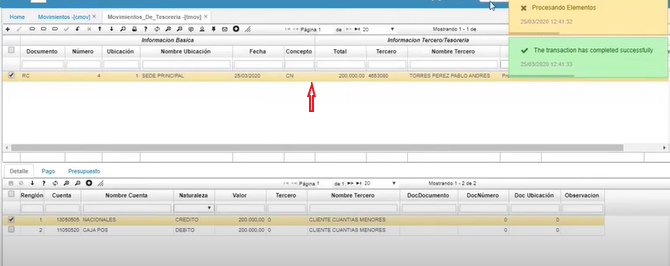 Procesando Elementos
25/03/2020 12:41:32
The transaction has completed successfully
25/03/2020 12:41:33
Home Movimientos -[bmov] × Movimientos_De_Tesoreria -[tmov] ×
Página 1 de 1 20 Mostrando 1 - 1 de
Informacion Basica Informacion Tercero/Tesoreria
Documento Número Ubicación Nombre Ubicación Fecha Concepto Total Tercero Nombre Tercero
RC 4 1 SEDE PRINCIPAL 25/03/2020 CN 200.000,00 4653080 TORRES PEREZ PABLO ANDRES
Detalle Pago Presupuesto
Página 1 de 1 20 Mostrando 1 - 2 de 2
Renglón Cuenta Nombre Cuenta Naturaleza Valor Tercero Nombre Tercero DocDocumento DocNúmero Doc Ubicación Observacion
1 13050505 NACIONALES CREDITO 200.000,00 0 CLIENTE CUANTIAS MENORES 0 0
2 11050520 CAJA POS DEBITO 200.000,00 0 CLIENTE CUANTIAS MENORES 0 0